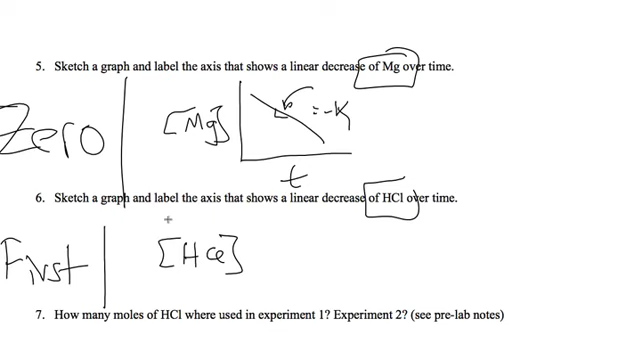 5. Sketch a graph and label the axis that shows a linear decrease of Mg over time.
Zero
[Mg]
= -K
t
6. Sketch a graph and label the axis that shows a linear decrease of HCl over time.
First
[HCl]
7. How many moles of HCl where used in experiment 1? Experiment 2? (see pre-lab notes)